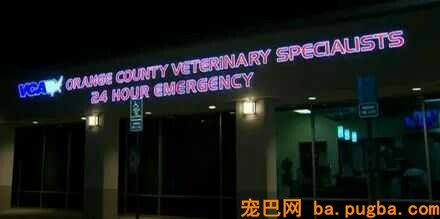 VCA ORANGE COUNTY VETERINARY SPECIALISTS
24 HOUR EMERGENCY
宠巴网 ba.pugba.com